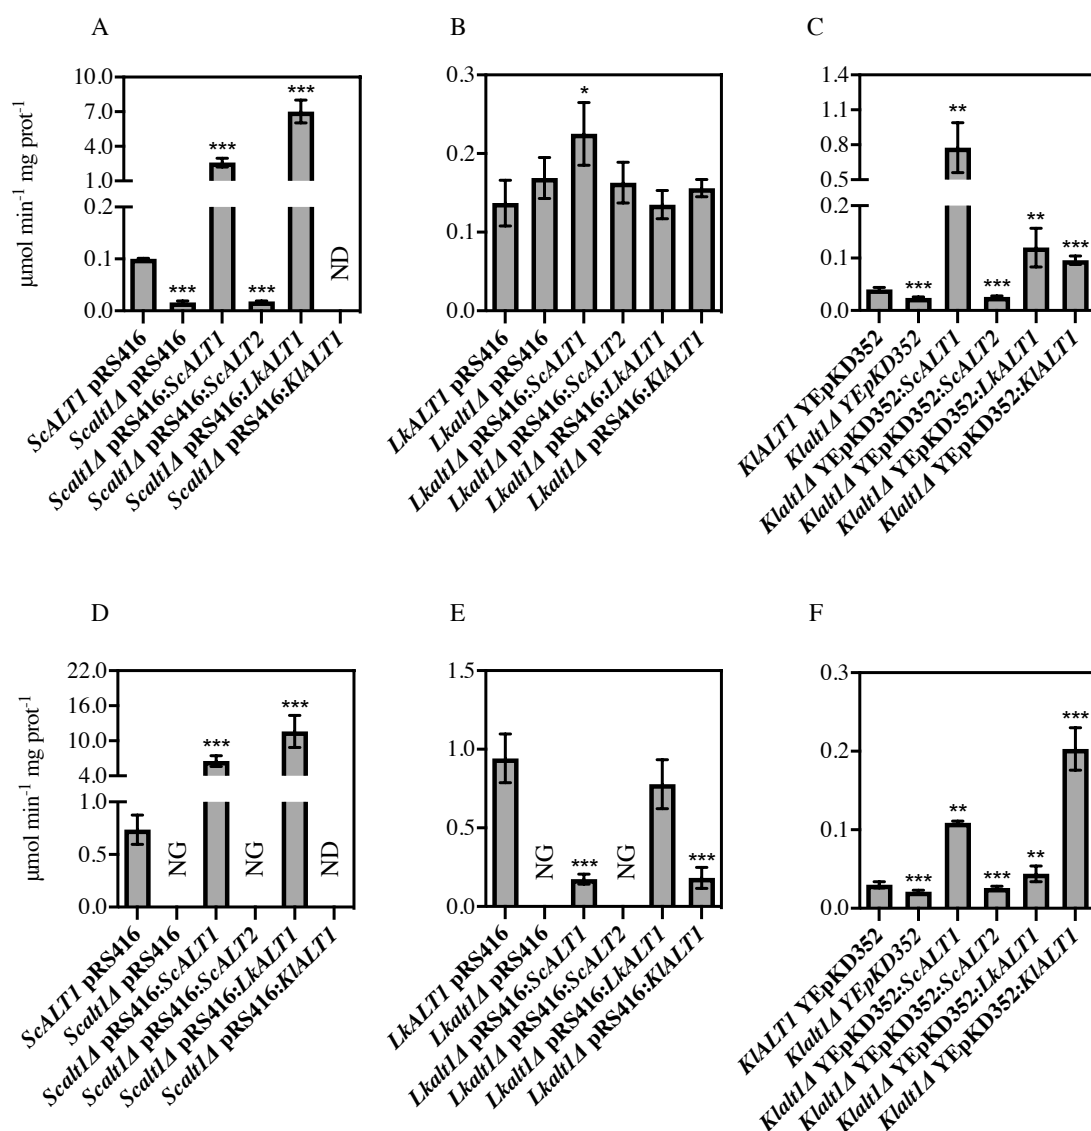 A
μmol min⁻¹ mg prot⁻¹
10.0
7.0
4.0
1.0
0.2
0.1
0.0
***
***
***
***
ND
ScALT1 pRS416
Scalt1Δ pRS416
Scalt1Δ pRS416:ScALT1
Scalt1Δ pRS416:ScALT2
Scalt1Δ pRS416:LkALT1
Scalt1Δ pRS416:KlALT1
B
0.3
0.2
0.1
0.0
*
LkALT1 pRS416
Lkalt1Δ pRS416
Lkalt1Δ pRS416:ScALT1
Lkalt1Δ pRS416:ScALT2
Lkalt1Δ pRS416:LkALT1
Lkalt1Δ pRS416:KlALT1
C
1.4
1.1
0.8
0.5
0.2
0.1
0.0
***
**
***
**
***
KlALT1 YEpKD352
Klalt1Δ YEpKD352
Klalt1Δ YEpKD352:ScALT1
Klalt1Δ YEpKD352:ScALT2
Klalt1Δ YEpKD352:LkALT1
Klalt1Δ YEpKD352:KlALT1
D
μmol min⁻¹ mg prot⁻¹
22.0
16.0
10.0
4.0
1.0
0.5
0.0
NG
***
NG
***
ND
ScALT1 pRS416
Scalt1Δ pRS416
Scalt1Δ pRS416:ScALT1
Scalt1Δ pRS416:ScALT2
Scalt1Δ pRS416:LkALT1
Scalt1Δ pRS416:KlALT1
E
1.5
1.0
0.5
0.0
NG
***
NG
***
LkALT1 pRS416
Lkalt1Δ pRS416
Lkalt1Δ pRS416:ScALT1
Lkalt1Δ pRS416:ScALT2
Lkalt1Δ pRS416:LkALT1
Lkalt1Δ pRS416:KlALT1
F
0.3
0.2
0.1
0.0
***
**
***
**
***
KlALT1 YEpKD352
Klalt1Δ YEpKD352
Klalt1Δ YEpKD352:ScALT1
Klalt1Δ YEpKD352:ScALT2
Klalt1Δ YEpKD352:LkALT1
Klalt1Δ YEpKD352:KlALT1